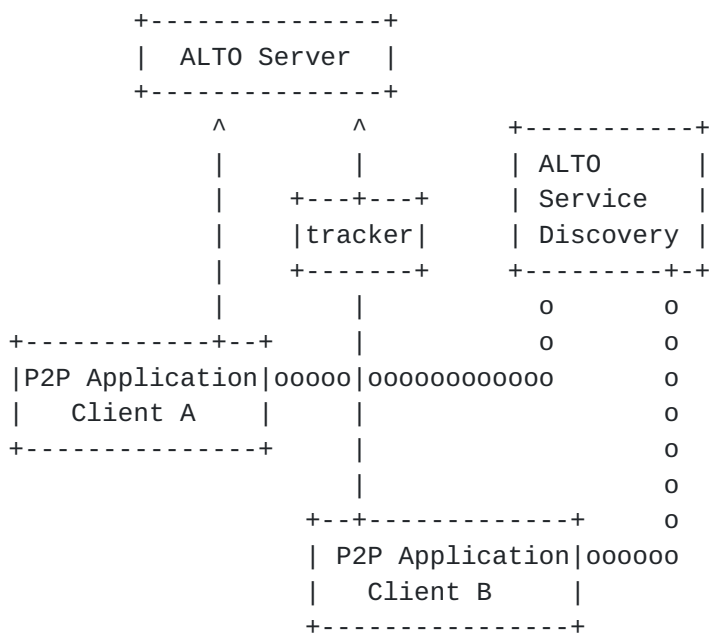 ALTO Server
ALTO
Service
tracker
Discovery
P2P Application
Client A
P2P Application
Client B